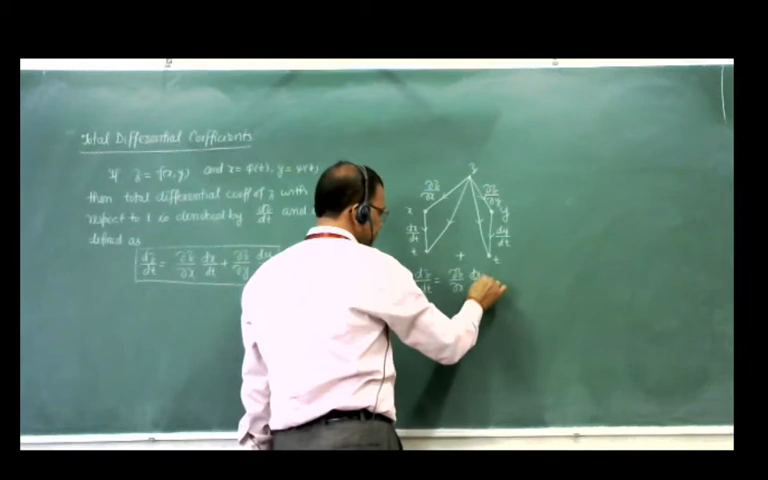 Total Differential Coefficients
If z = f(x, y) and x = φ(t), y = ψ(t)
then total differential coeff of z with
respect to t is denoted by dz/dt and
defined as
dz/dt = ∂z/∂x dx/dt + ∂z/∂y dy
z
∂z/∂x ∂z/∂y
x y
dx/dt dy/dt
t + t
dz/dt = ∂z/∂x dx